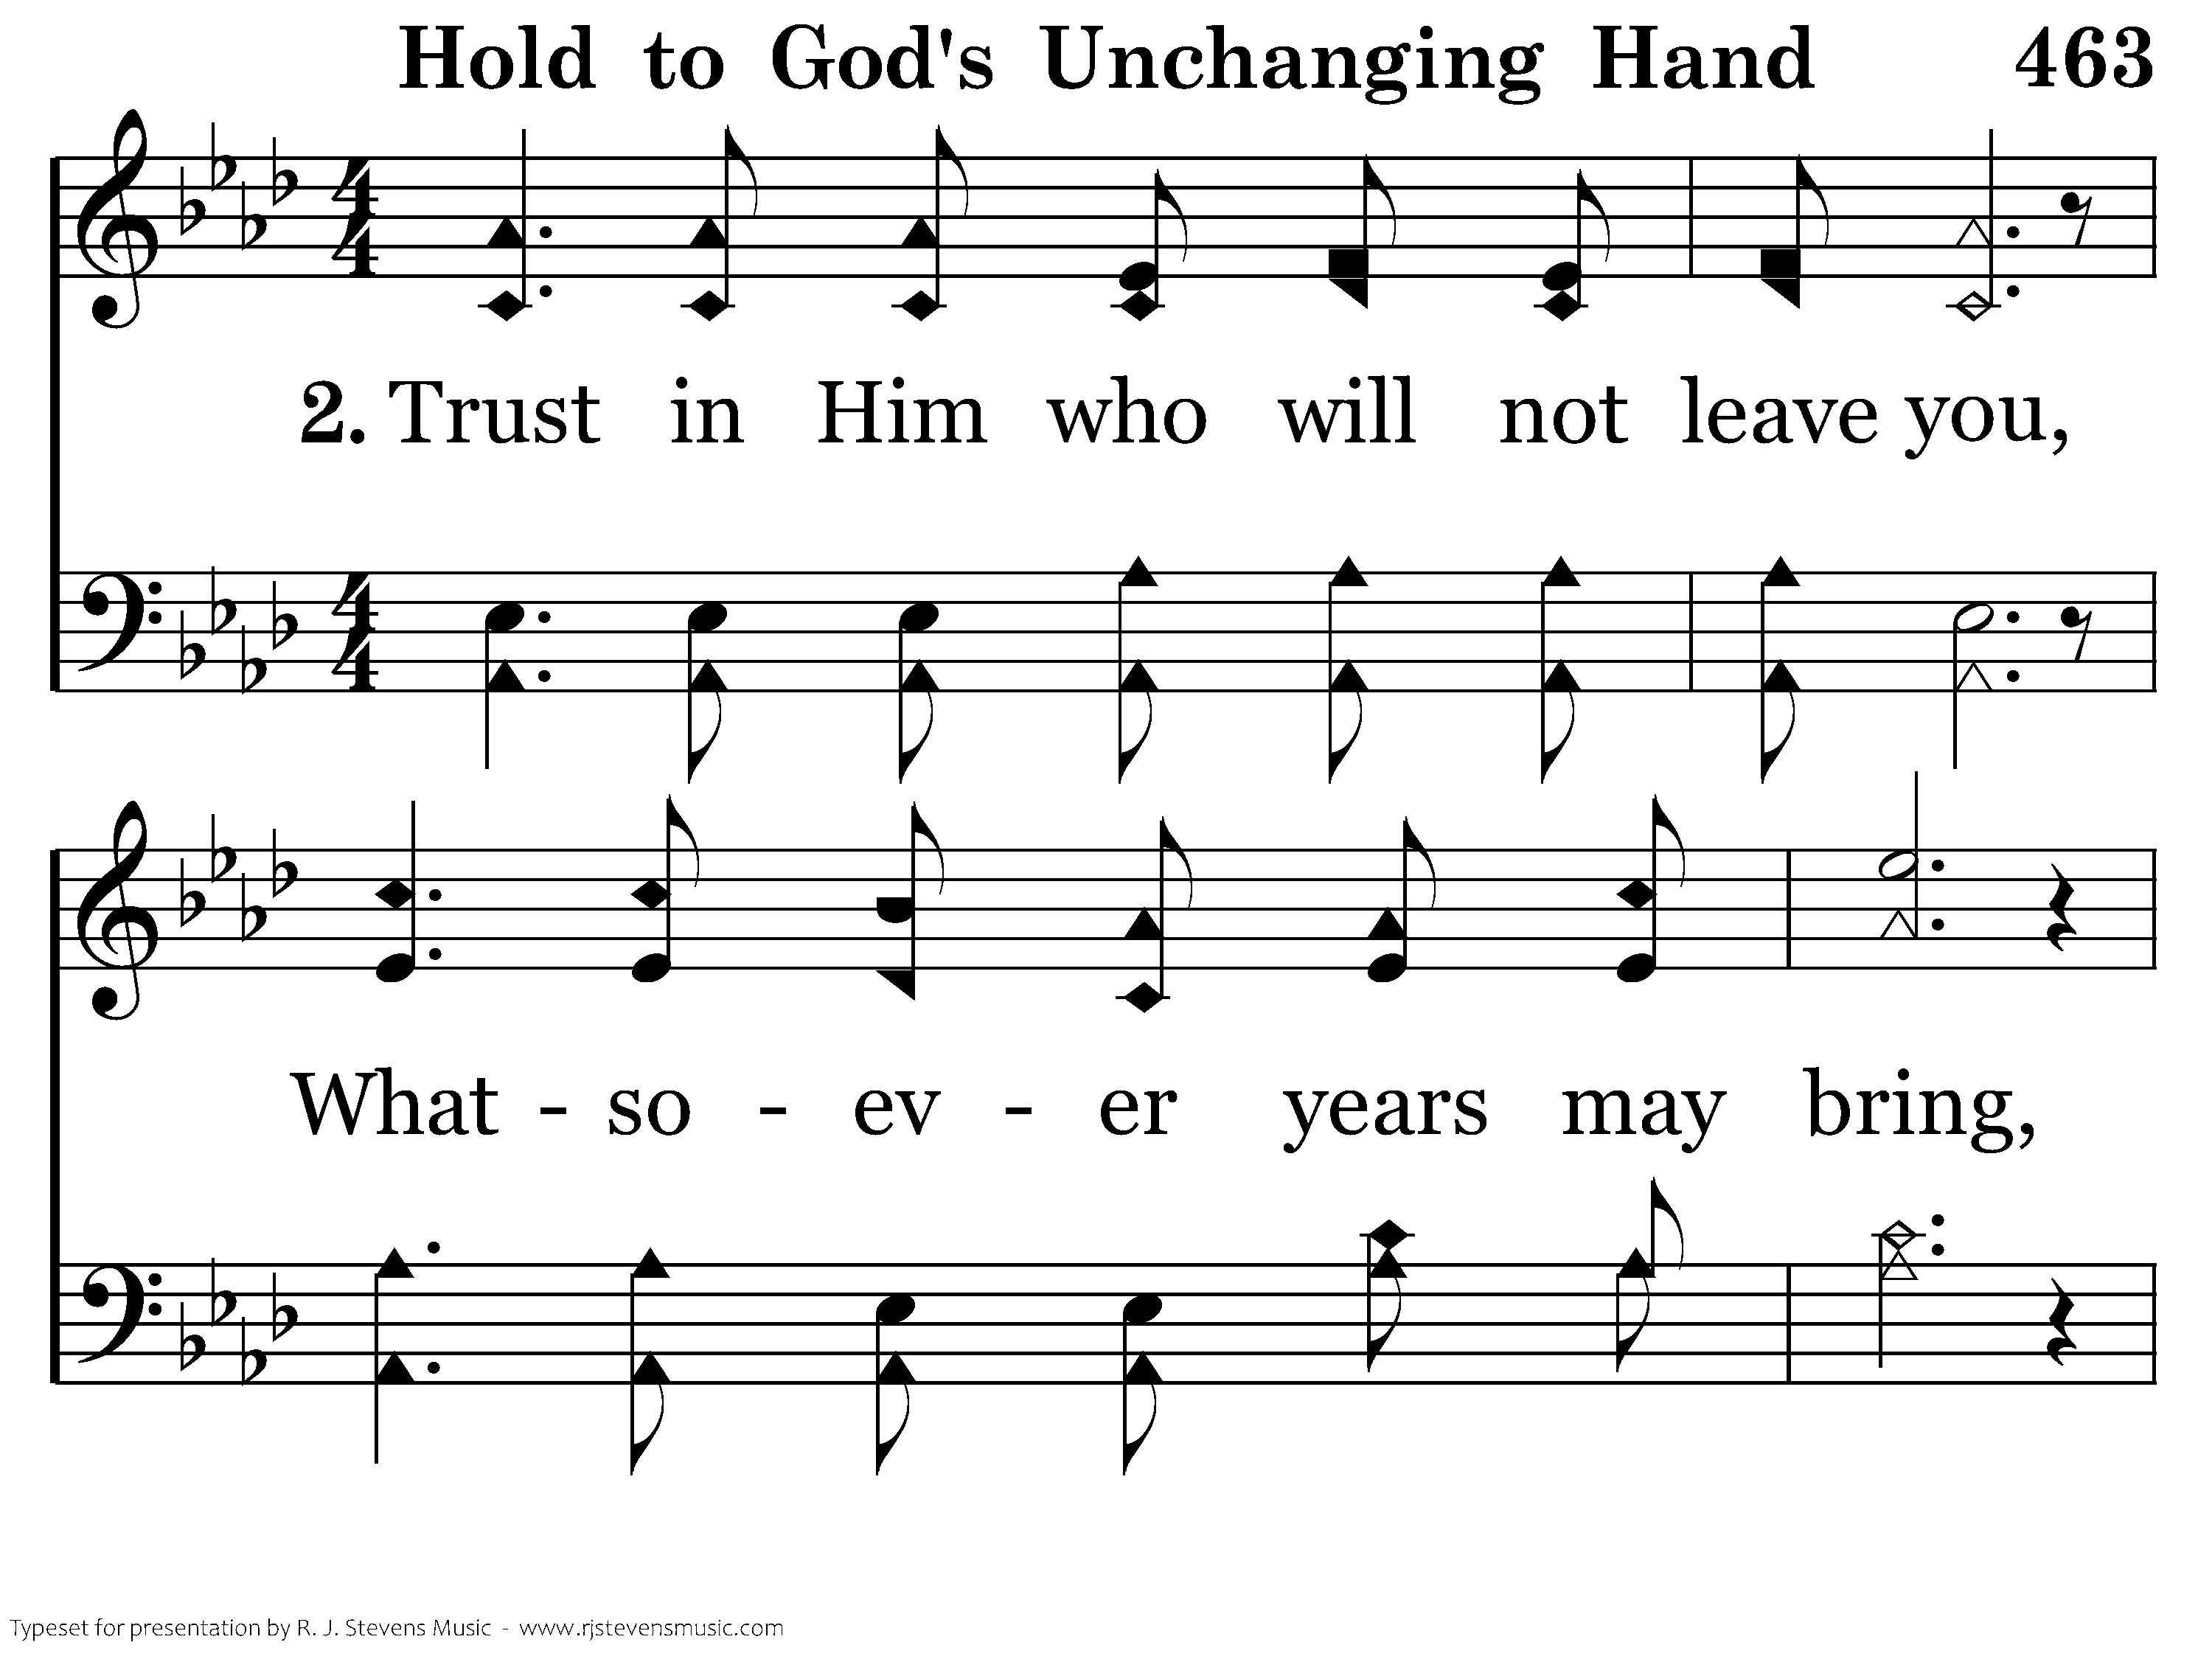 Hold to God's Unchanging Hand 463
2. Trust in Him who will not leave you,
What - so - ev - er years may bring,
Typeset for presentation by R. J. Stevens Music - www.rjstevensmusic.com